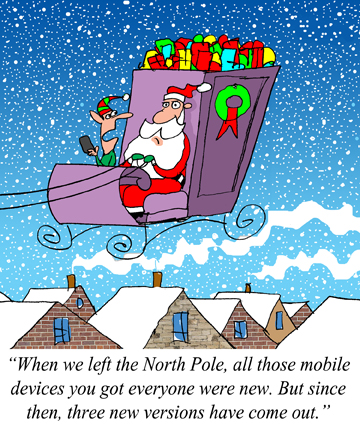 “When we left the North Pole, all those mobile
devices you got everyone were new. But since
then, three new versions have come out.”